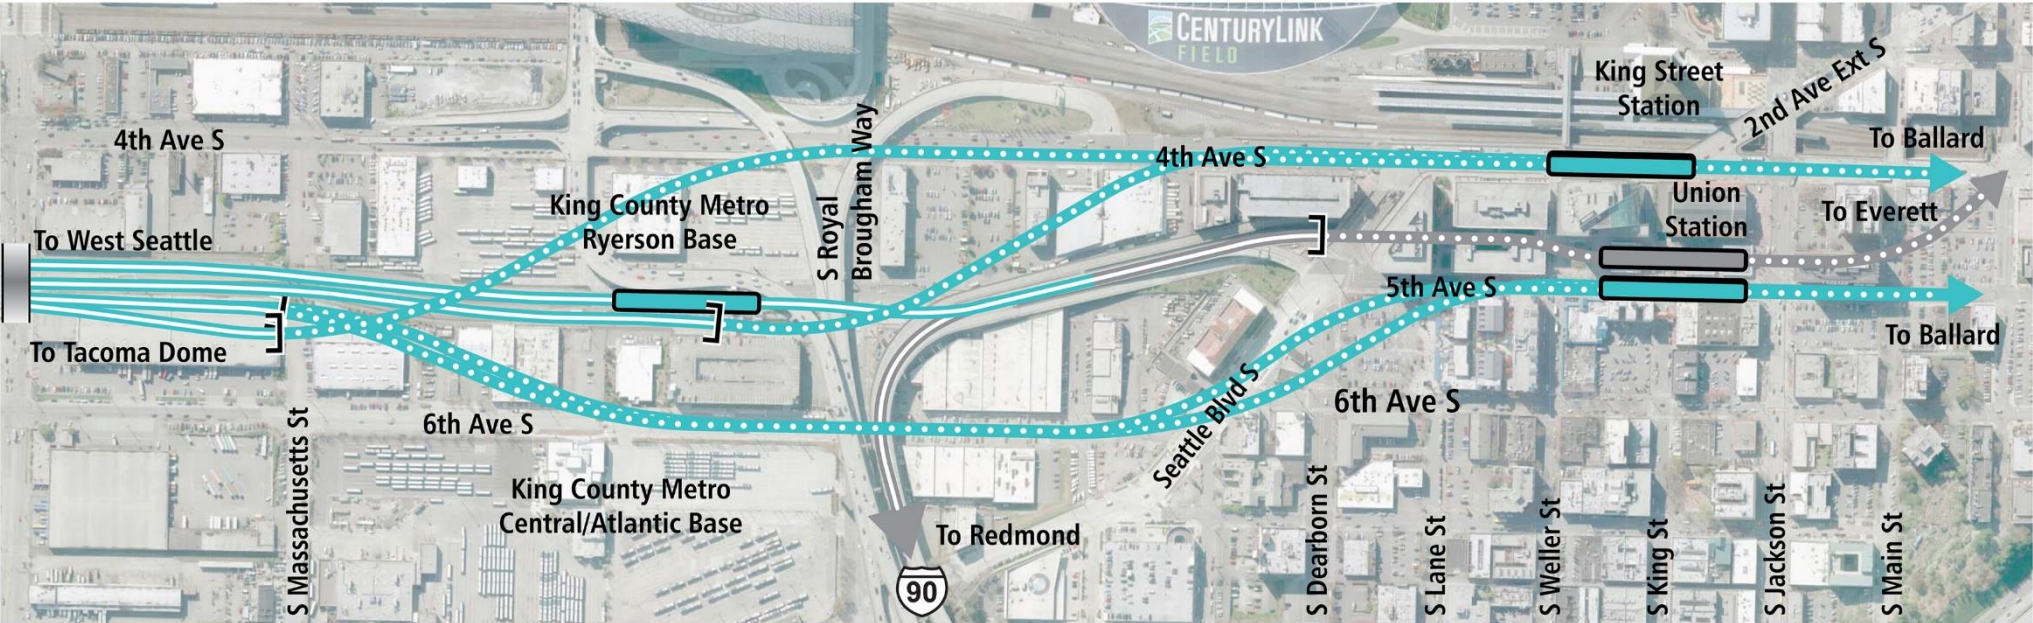 CENTURYLINK
FIELD
King Street
Station
2nd Ave Ext S
To Ballard
4th Ave S
S Royal
Brougham Way
4th Ave S
Union
Station
To Everett
King County Metro
Ryerson Base
To West Seattle
5th Ave S
To Ballard
To Tacoma Dome
Seattle Blvd S
6th Ave S
6th Ave S
S Massachusetts St
King County Metro
Central/Atlantic Base
To Redmond
90
S Dearborn St
S Lane St
S Weller St
S King St
S Jackson St
S Main St